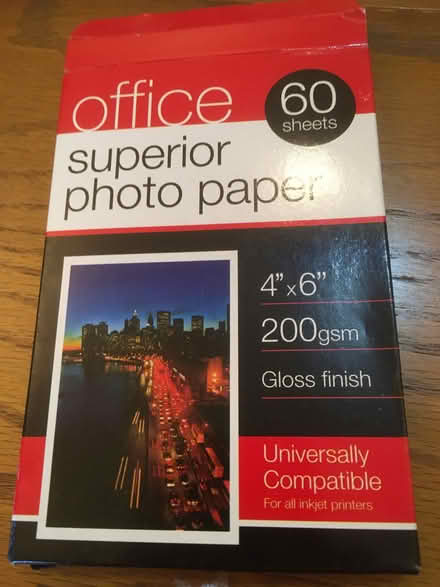 office
60
sheets
superior
photo paper
4”x6”
200gsm
Gloss finish
Universally
Compatible
For all inkjet printers